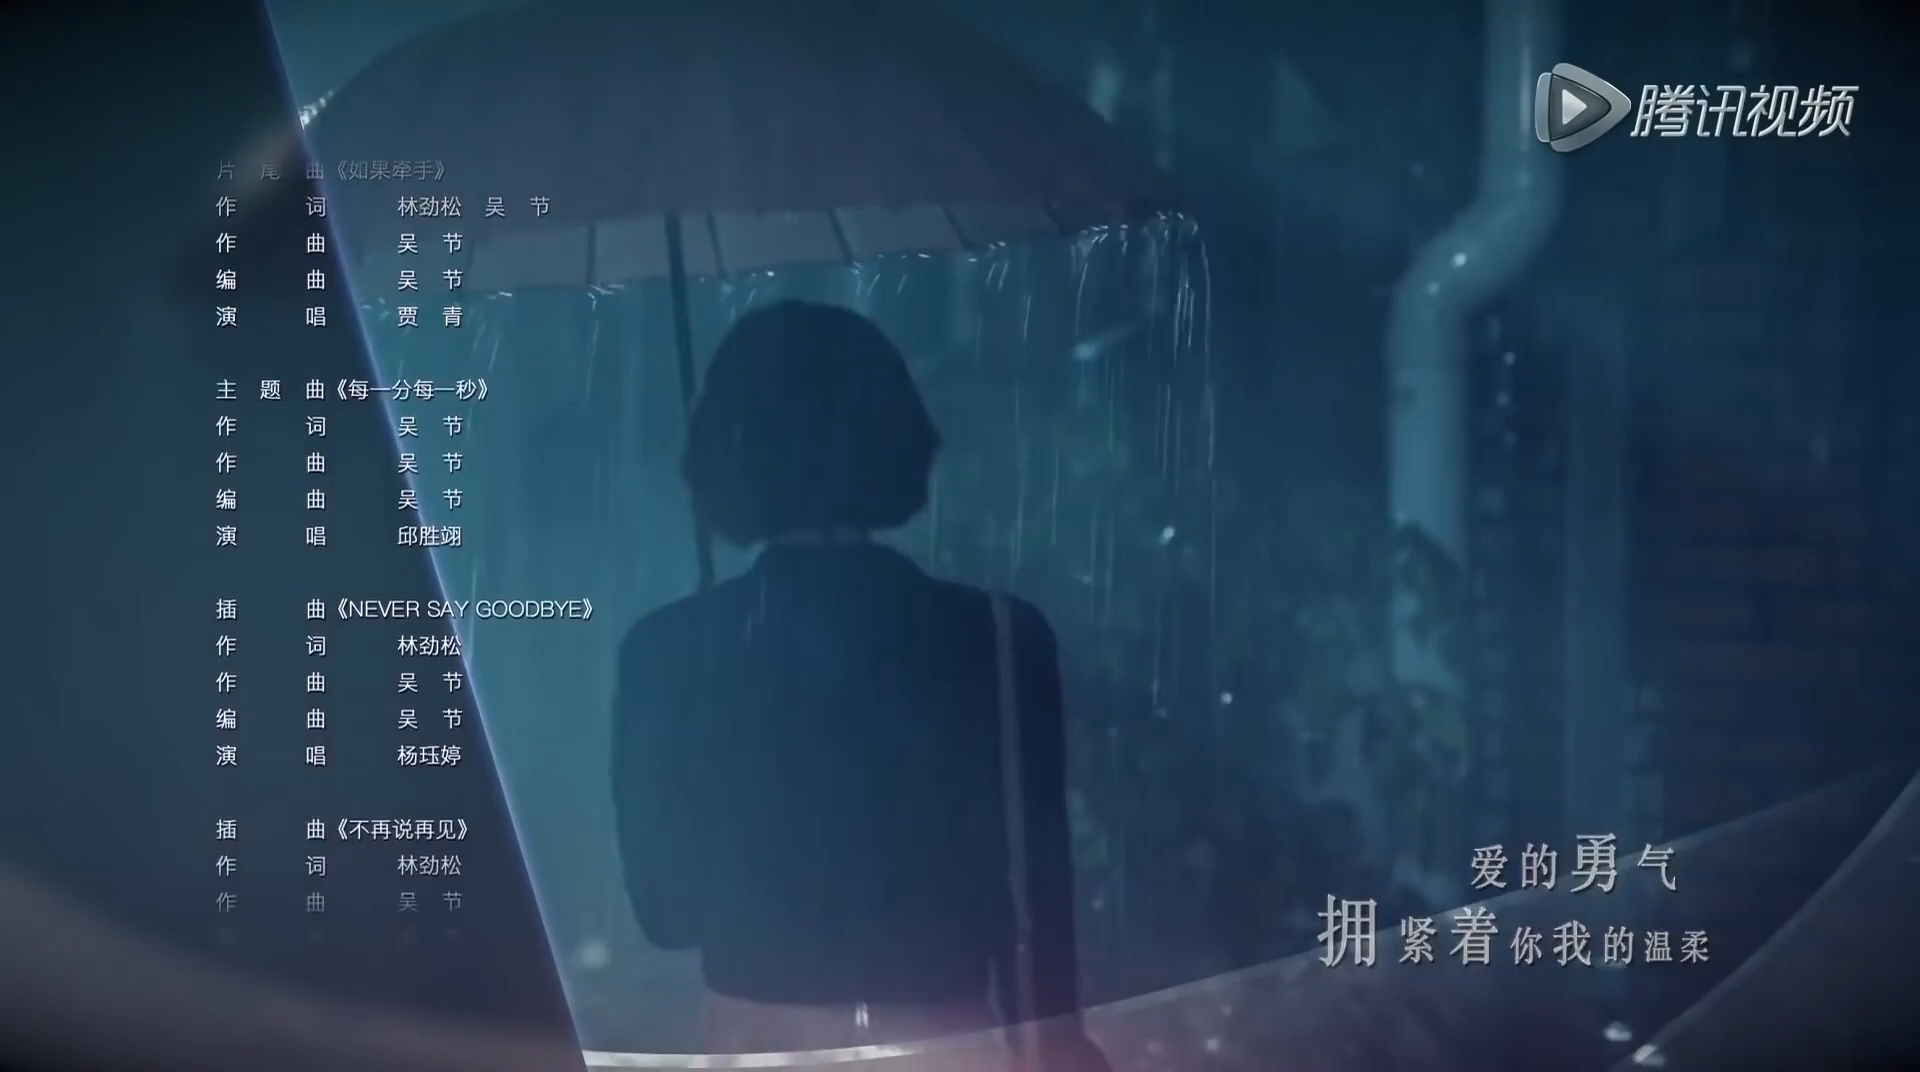 片尾曲《如果牵手》
作词 林劲松 吴节
作曲 吴节
编曲 吴节
演唱 贾青
主题曲《每一分每一秒》
作词 吴节
作曲 吴节
编曲 吴节
演唱 邱胜翊
插曲《NEVER SAY GOODBYE》
作词 林劲松
作曲 吴节
编曲 吴节
演唱 杨珏婷
插曲《不再说再见》
作词 林劲松
作曲 吴节
腾讯视频
爱的勇气
拥紧着你我的温柔